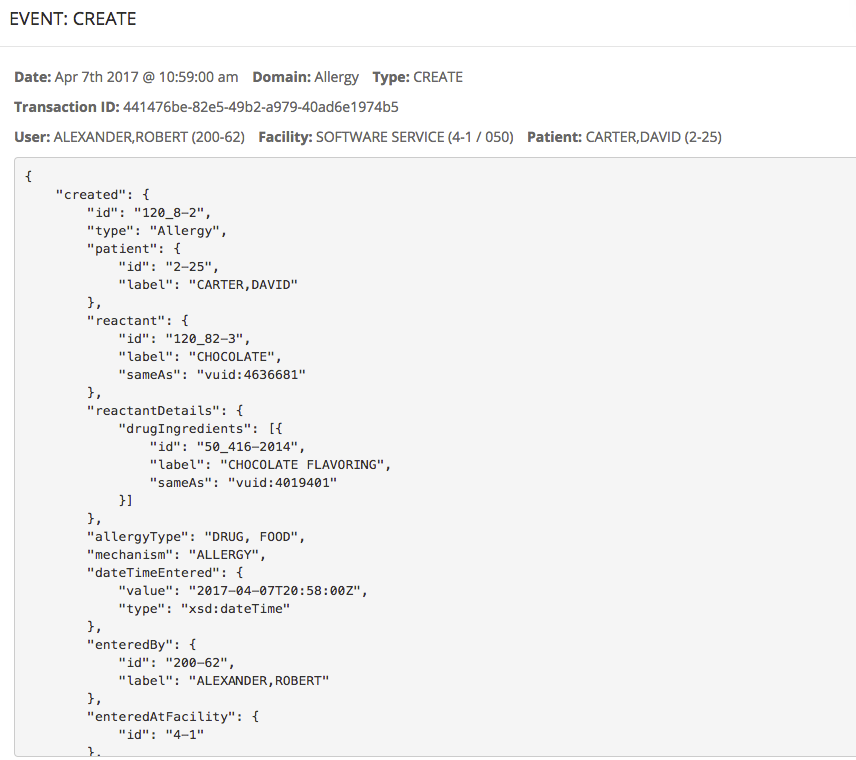 EVENT: CREATE
Date: Apr 7th 2017 @ 10:59:00 am Domain: Allergy Type: CREATE
Transaction ID: 441476be-82e5-49b2-a979-40ad6e1974b5
User: ALEXANDER,ROBERT (200-62) Facility: SOFTWARE SERVICE (4-1 / 050) Patient: CARTER,DAVID (2-25)
{
    "created": {
        "id": "120_8-2",
        "type": "Allergy",
        "patient": {
            "id": "2-25",
            "label": "CARTER,DAVID"
        },
        "reactant": {
            "id": "120_82-3",
            "label": "CHOCOLATE",
            "sameAs": "vuid:4636681"
        },
        "reactantDetails": {
            "drugIngredients": [{
                "id": "50_416-2014",
                "label": "CHOCOLATE FLAVORING",
                "sameAs": "vuid:4019401"
            }]
        },
        "allergyType": "DRUG, FOOD",
        "mechanism": "ALLERGY",
        "dateTimeEntered": {
            "value": "2017-04-07T20:58:00Z",
            "type": "xsd:dateTime"
        },
        "enteredBy": {
            "id": "200-62",
            "label": "ALEXANDER,ROBERT"
        },
        "enteredAtFacility": {
            "id": "4-1"
        },